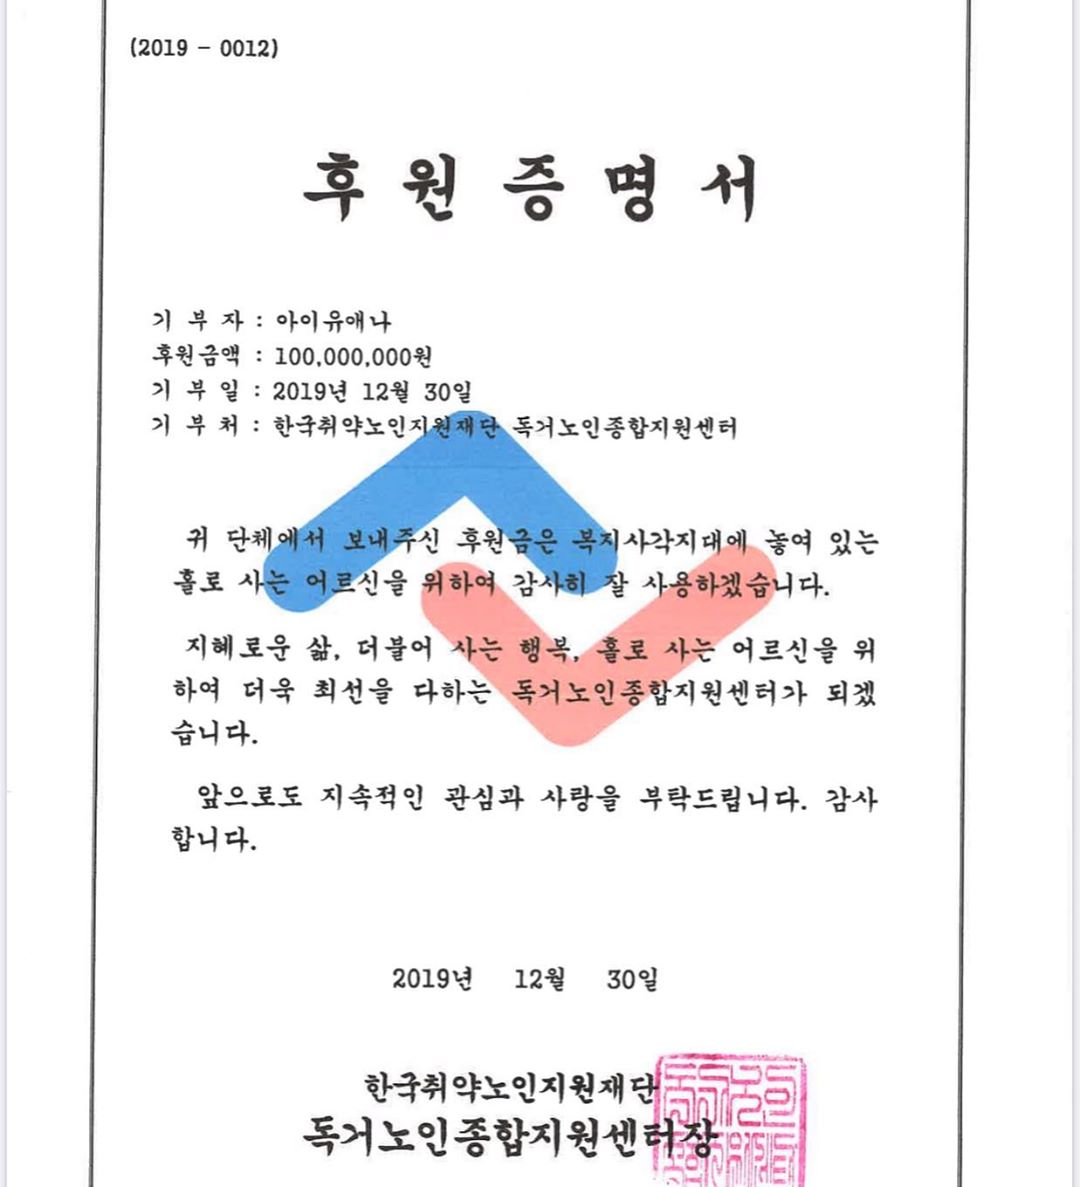 (2019 - 0012)
후 원 증 명 서
기 부 자 : 아이유애나
후원금액 : 100,000,000원
기 부 일 : 2019년 12월 30일
기 부 처 : 한국취약노인지원재단 독거노인종합지원센터
귀 단체에서 보내주신 후원금은 복지사각지대에 놓여 있는
홀로 사는 어르신을 위하여 감사히 잘 사용하겠습니다.
지혜로운 삶, 더불어 사는 행복, 홀로 사는 어르신을 위
하여 더욱 최선을 다하는 독거노인종합지원센터가 되겠
습니다.
앞으로도 지속적인 관심과 사랑을 부탁드립니다. 감사
합니다.
2019년 12월 30일
한국취약노인지원재단
독거노인종합지원센터장